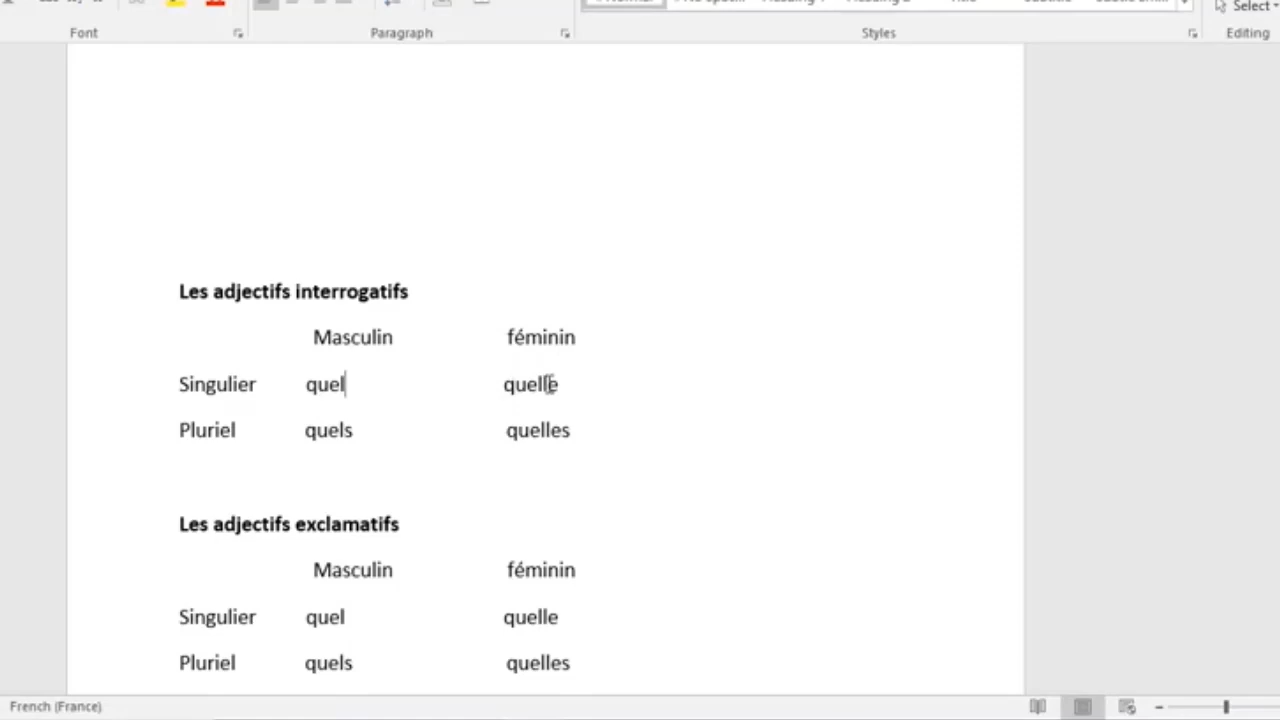 Select
Font Paragraph Styles Editing
Les adjectifs interrogatifs
Masculin féminin
Singulier quel quelle
Pluriel quels quelles
Les adjectifs exclamatifs
Masculin féminin
Singulier quel quelle
Pluriel quels quelles
French (France)